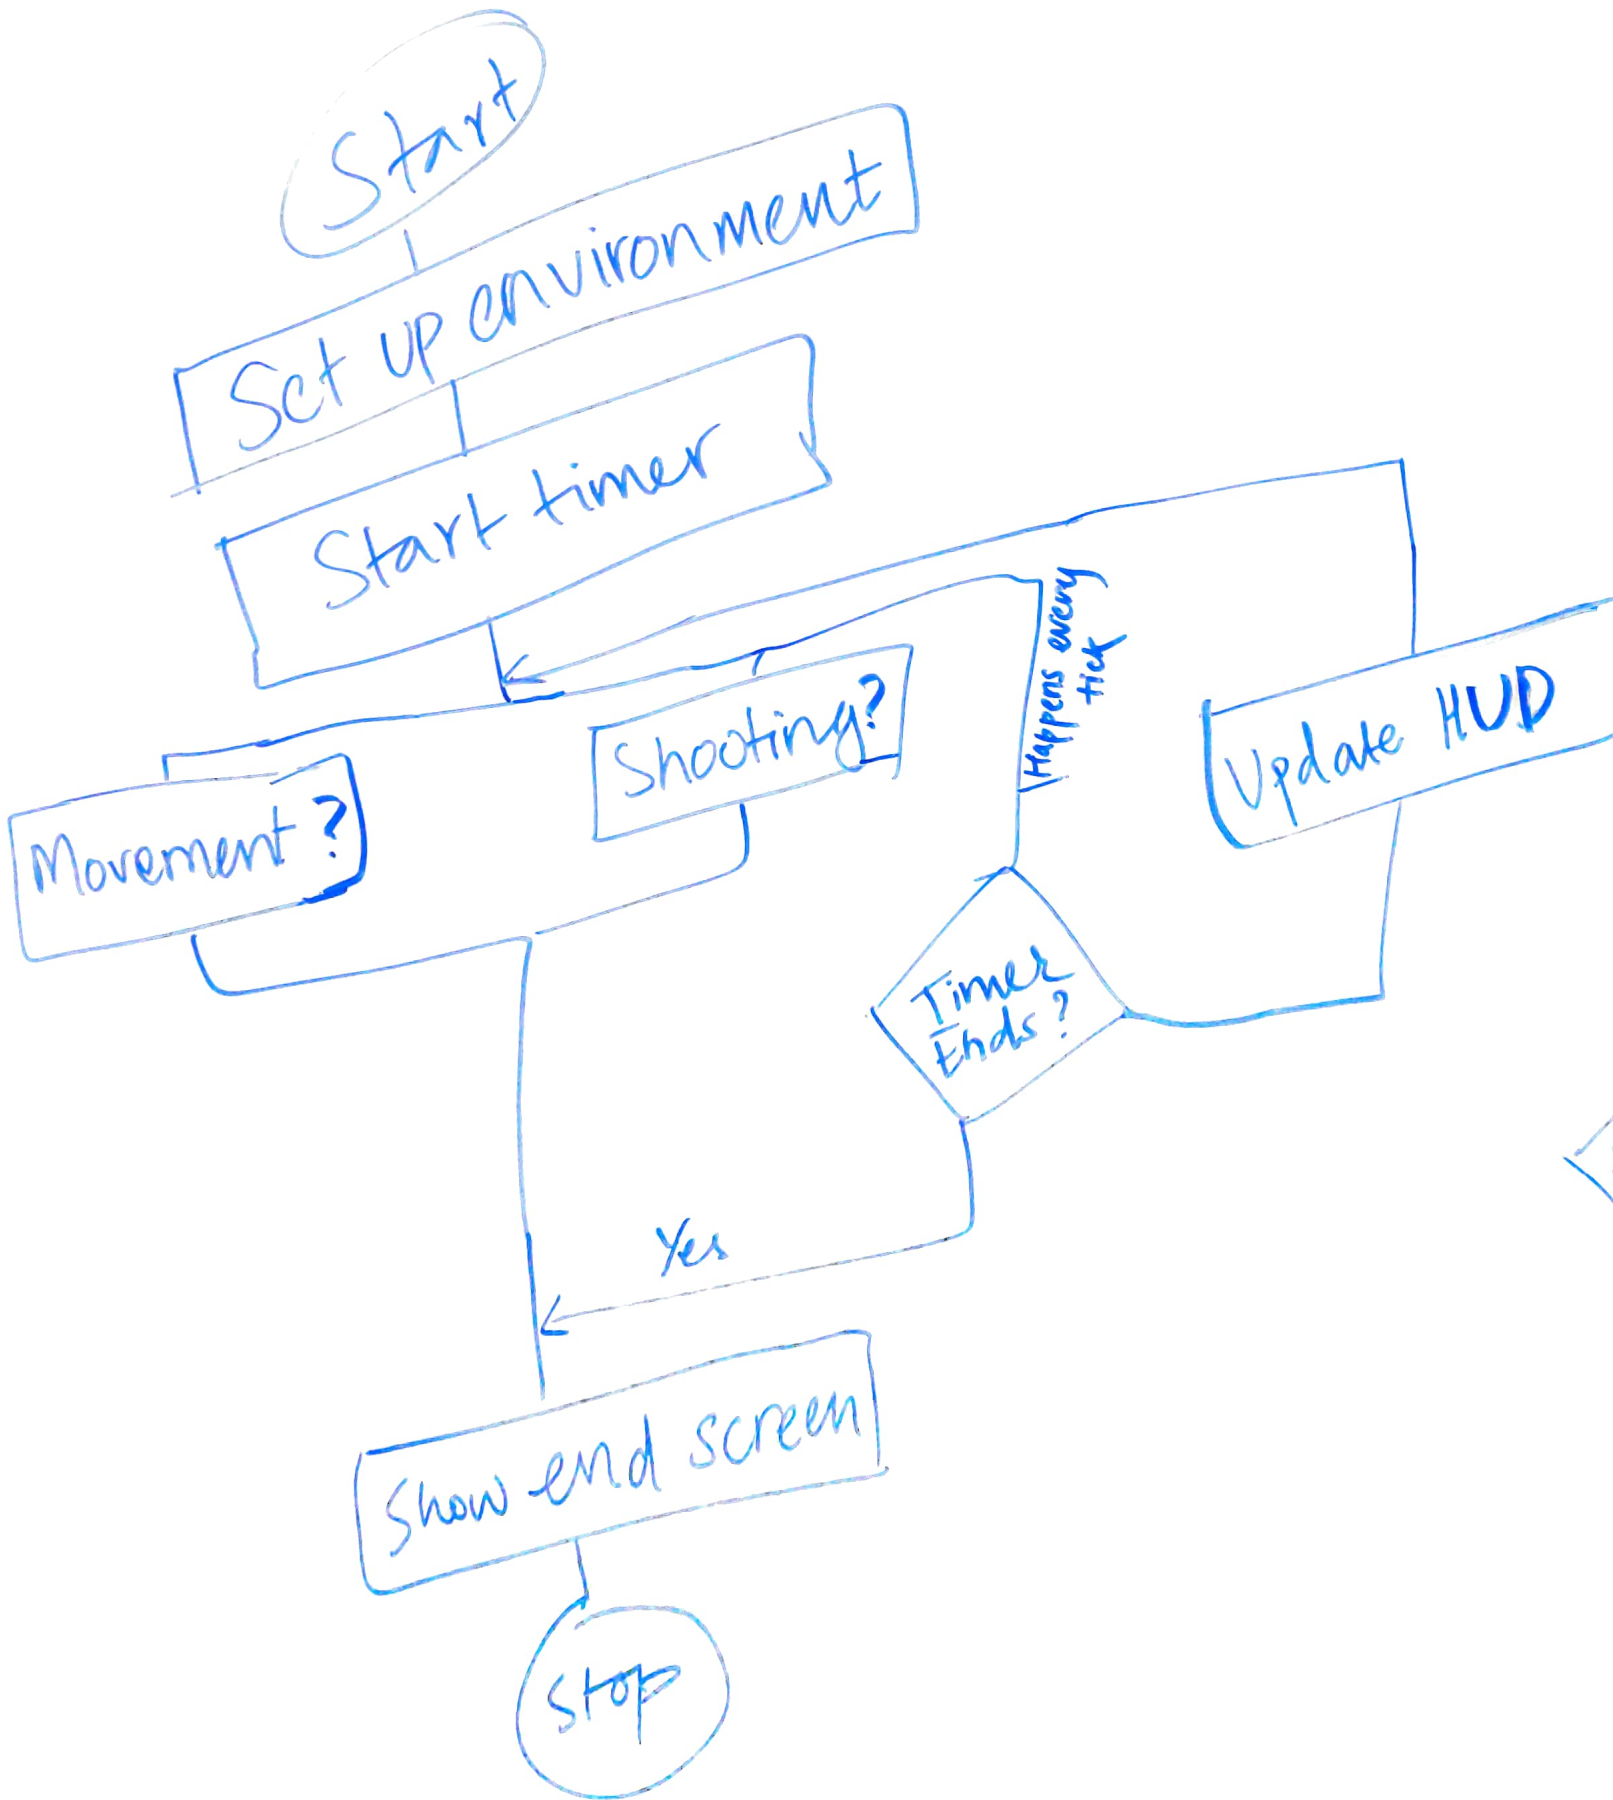 Start
Set up environment
Start timer
Happens every
tick
Shooting?
Update HUD
Movement?
Timer
Ends?
Yes
Show end screen
Stop